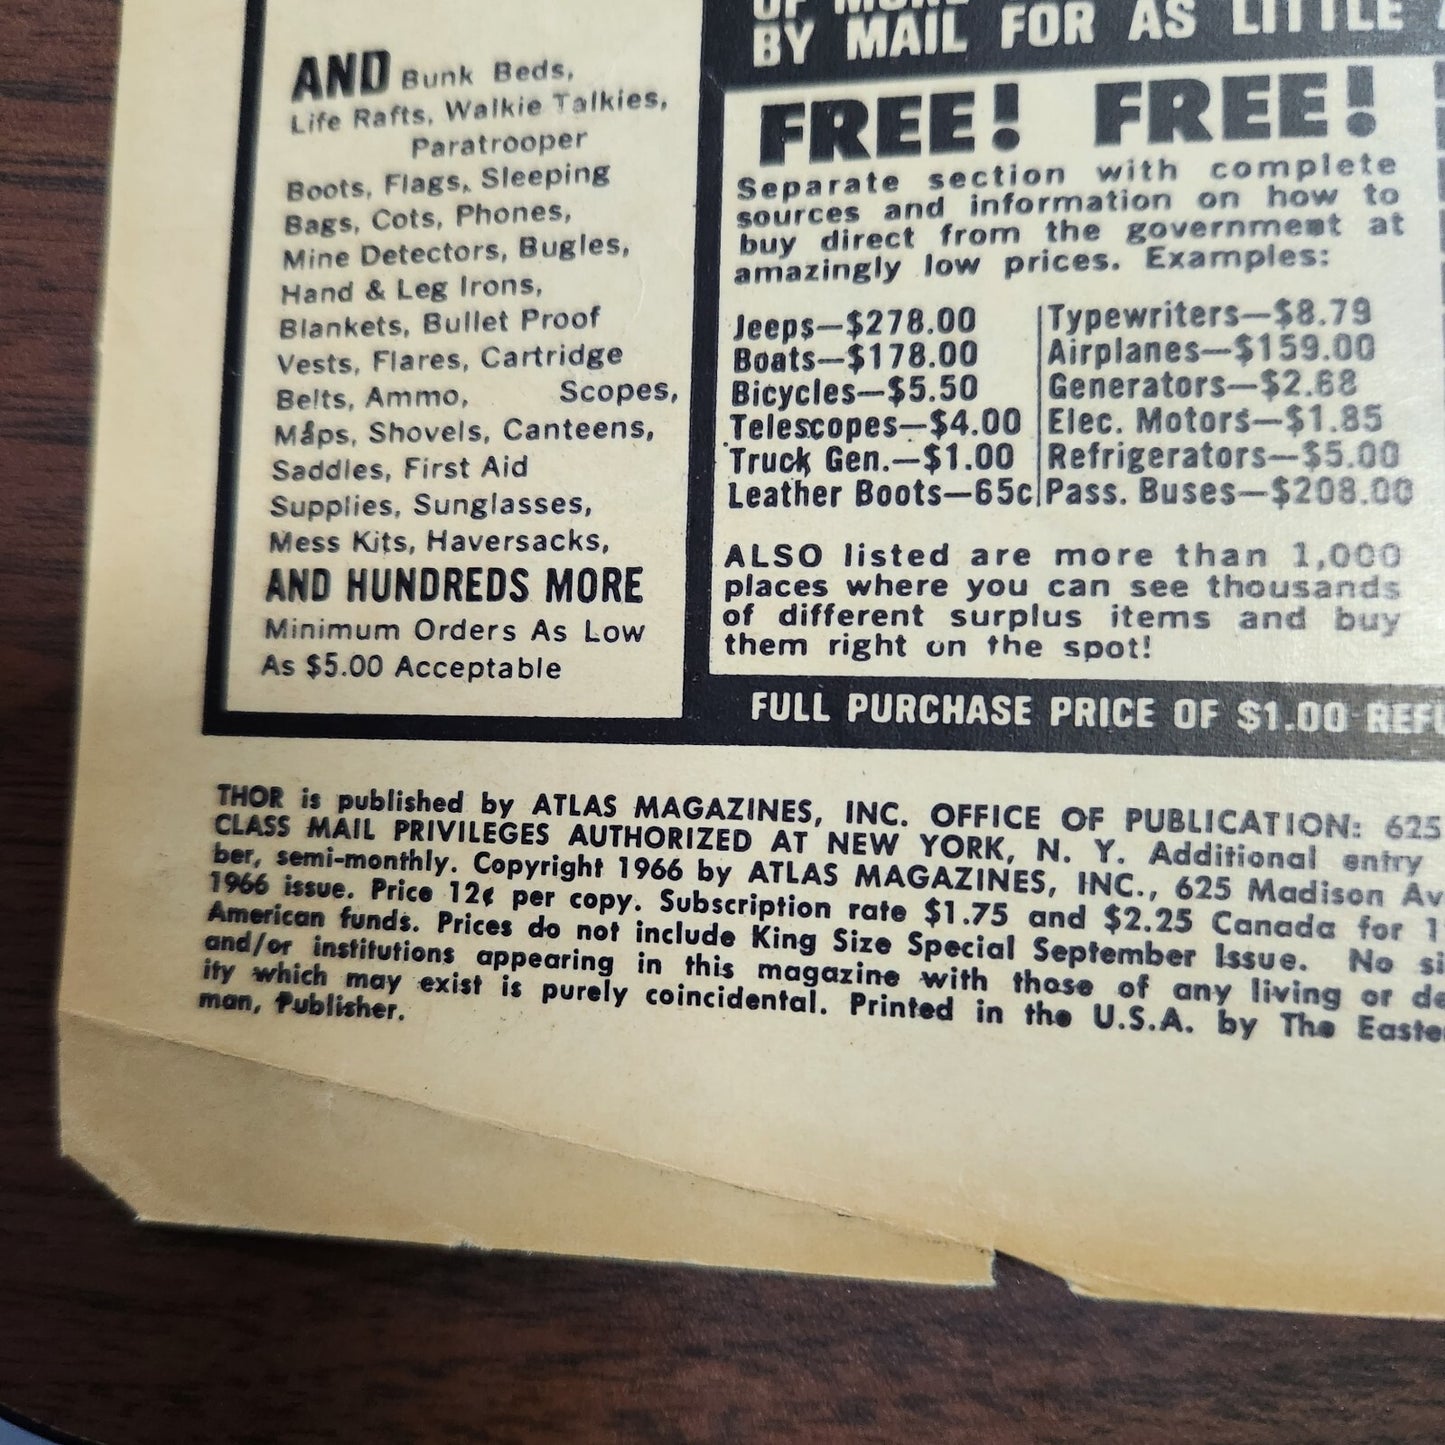 AND Bunk Beds,
Life Rafts, Walkie Talkies,
Paratrooper
Boots, Flags, Sleeping
Bags, Cots, Phones,
Mine Detectors, Bugles,
Hand & Leg Irons,
Blankets, Bullet Proof
Vests, Flares, Cartridge
Belts, Ammo, Scopes,
Maps, Shovels, Canteens,
Saddles, First Aid
Supplies, Sunglasses,
Mess Kits, Haversacks,
AND HUNDREDS MORE
Minimum Orders As Low
As $5.00 Acceptable
OF MORE
BY MAIL FOR AS LITTLE
FREE! FREE!
Separate section with complete
sources and information on how to
buy direct from the government at
amazingly low prices. Examples:
Jeeps—$278.00
Boats—$178.00
Bicycles—$5.50
Telescopes—$4.00
Truck Gen.—$1.00
Leather Boots—65c
Typewriters—$8.79
Airplanes—$159.00
Generators—$2.68
Elec. Motors—$1.85
Refrigerators—$5.00
Pass. Buses—$208.00
ALSO listed are more than 1,000
places where you can see thousands
of different surplus items and buy
them right on the spot!
FULL PURCHASE PRICE OF $1.00 REFU
THOR is published by ATLAS MAGAZINES, INC. OFFICE OF PUBLICATION: 625
CLASS MAIL PRIVILEGES AUTHORIZED AT NEW YORK, N. Y. Additional entry
ber, semi-monthly. Copyright 1966 by ATLAS MAGAZINES, INC., 625 Madison Av
1966 issue. Price 12¢ per copy. Subscription rate $1.75 and $2.25 Canada for 1
American funds. Prices do not include King Size Special September Issue. No si
and/or institutions appearing in this magazine with those of any living or de
ity which may exist is purely coincidental. Printed in the U.S.A. by The Easte
man, Publisher.